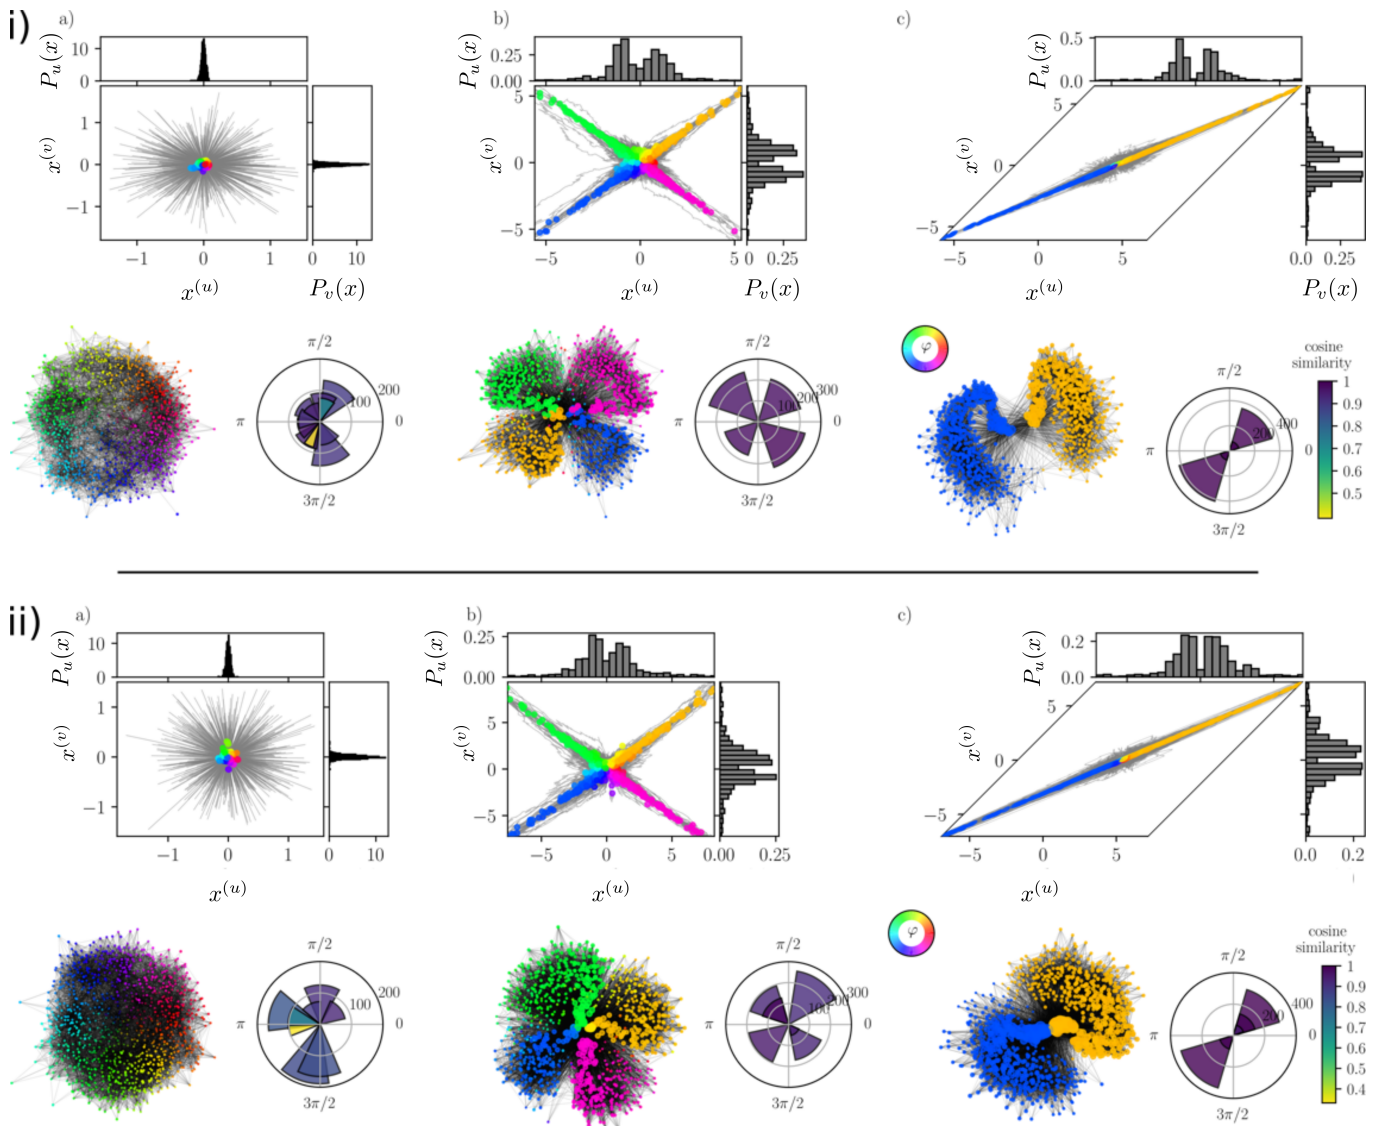 i)
a)
b)
c)
P_u(x)
10
0
x^(v)
1
0
−1
−1
0
1
x^(u)
0
10
P_v(x)
P_u(x)
0.25
0.00
x^(v)
5
0
−5
−5
0
5
x^(u)
0
0.25
P_v(x)
P_u(x)
0.5
0.0
x^(v)
5
0
−5
−5
0
5
x^(u)
0.0
0.25
P_v(x)
π/2
200
100
π
0
3π/2
π/2
300
200
100
π
0
3π/2
φ
π/2
400
200
π
0
3π/2
cosine
similarity
1
0.9
0.8
0.7
0.6
0.5
ii)
a)
b)
c)
P_u(x)
10
0
x^(v)
1
0
−1
−1
0
1
0
10
x^(u)
P_u(x)
0.25
0.00
x^(v)
5
0
−5
−5
0
5
0.00
0.25
x^(u)
P_u(x)
0.2
0.0
x^(v)
5
0
−5
−5
0
5
0.0
0.2
x^(u)
π/2
200
100
π
0
3π/2
π/2
300
200
100
π
0
3π/2
φ
π/2
400
200
π
0
3π/2
cosine
similarity
1
0.9
0.8
0.7
0.6
0.5
0.4